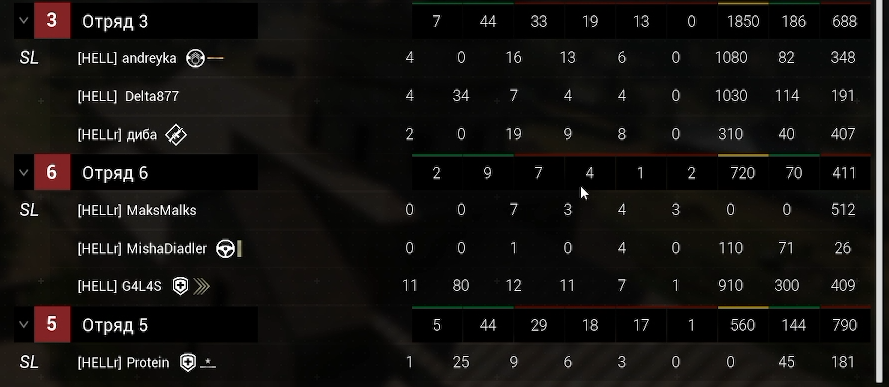 3 Отряд 3 7 44 33 19 13 0 1850 186 688
SL [HELL] andreyka 4 0 16 13 6 0 1080 82 348
[HELL] Delta877 4 34 7 4 4 0 1030 114 191
[HELLr] диба 2 0 19 9 8 0 310 40 407
6 Отряд 6 2 9 7 4 1 2 720 70 411
SL [HELLr] MaksMalks 0 0 7 3 4 3 0 0 512
[HELLr] MishaDiadler 0 0 1 0 4 0 110 71 26
[HELL] G4L4S 11 80 12 11 7 1 910 300 409
5 Отряд 5 5 44 29 18 17 1 560 144 790
SL [HELLr] Protein 1 25 9 6 3 0 0 45 181